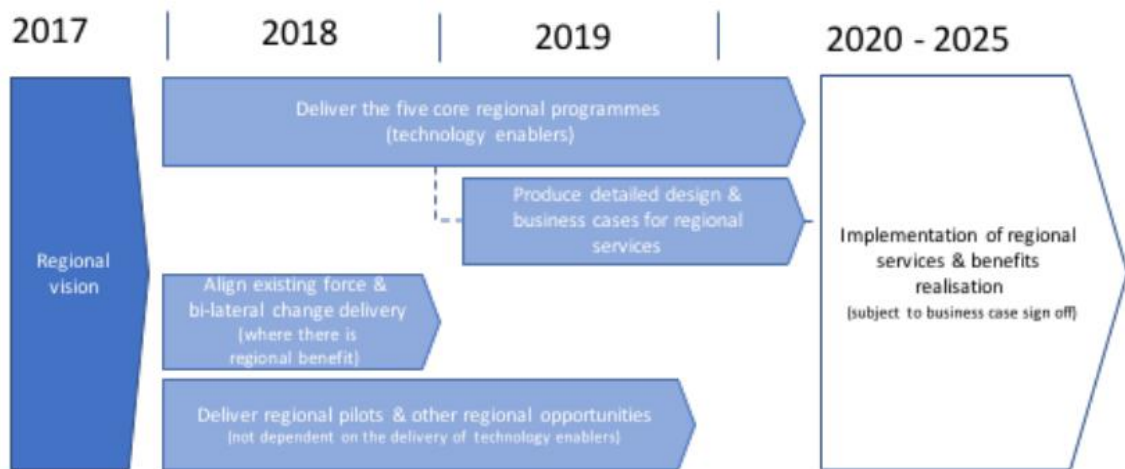 2017
2018
2019
2020 - 2025
Deliver the five core regional programmes
(technology enablers)
Produce detailed design &
business cases for regional
services
Regional
vision
Align existing force &
bi-lateral change delivery
(where there is
regional benefit)
Deliver regional pilots & other regional opportunities
(not dependent on the delivery of technology enablers)
Implementation of regional
services & benefits
realisation
(subject to business case sign off)